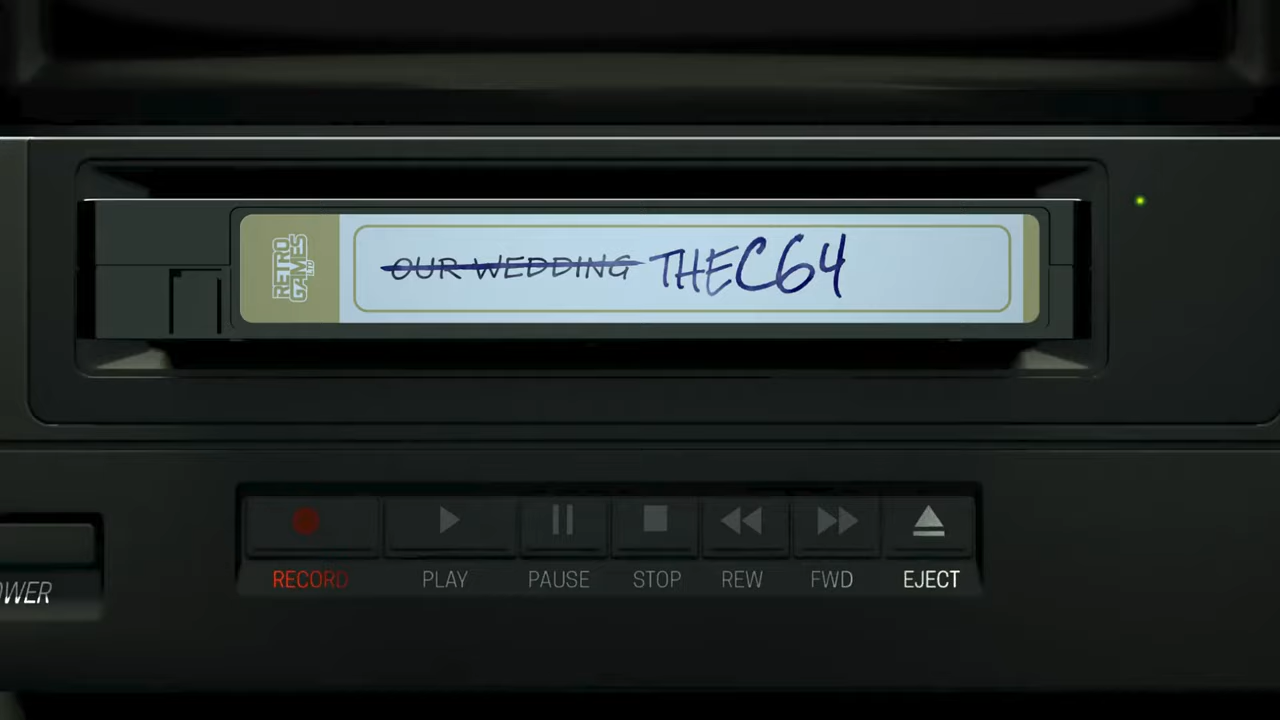 RETRO
GAMES
LTD
OUR WEDDING THEC64
OWER
RECORD PLAY PAUSE STOP REW FWD EJECT